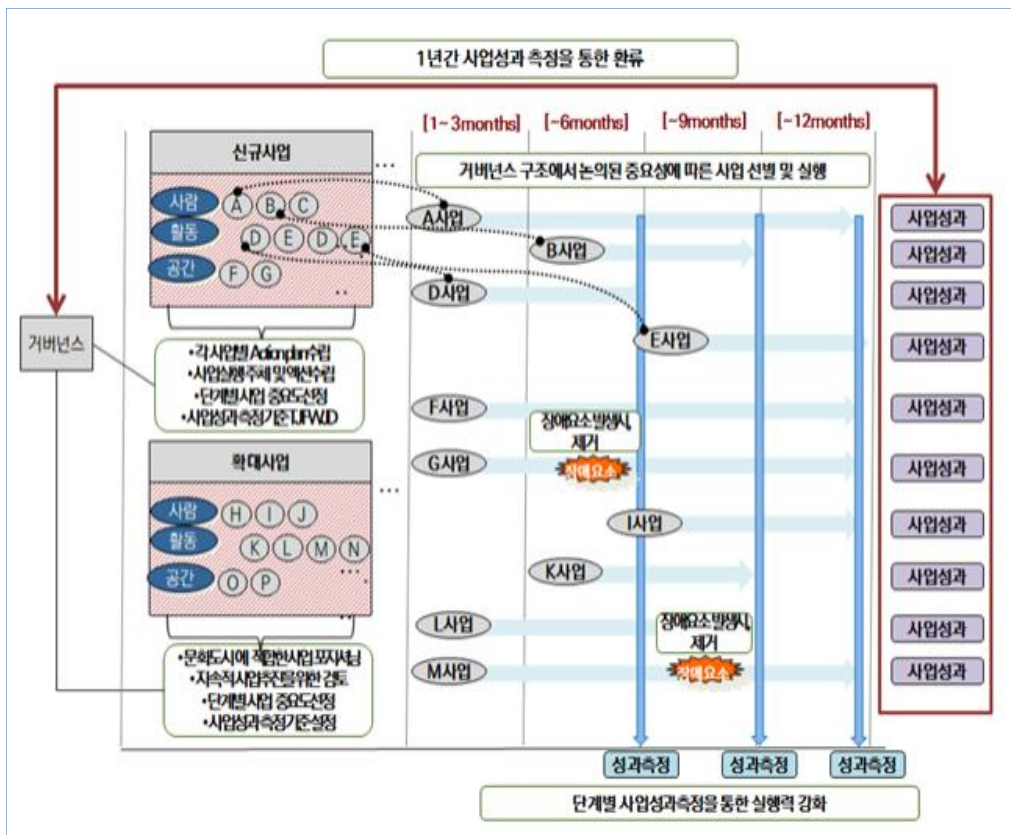 1년간 사업성과 측정을 통한 환류
[1~3months] [~6months] [~9months] [~12months]
거버넌스 구조에서 논의된 중요성에 따른 사업 선별 및 실행
신규사업
...
사람 A B C
활동 D E D E
공간 F G
거버넌스
•각 사업별 Action plan수립
•사업실행 주체 및 액션수립
•단계별 사업 중요도선정
•사업성과 측정기준
확대사업
...
사람 H I J
활동 K L M N
공간 O P
•문화도시에 적합한 사업 포지셔닝
•지속적사업추진을위한 검토
•단계별 사업 중요도선정
•사업성과 측정기준설정
A사업
B사업
D사업
E사업
F사업
장애요소 발생시,
제거
G사업
장애요소
I사업
K사업
L사업
장애요소 발생시,
제거
M사업
장애요소
사업성과
사업성과
사업성과
사업성과
사업성과
사업성과
사업성과
사업성과
사업성과
사업성과
성과측정 성과측정 성과측정
단계별 사업성과측정을 통한 실행력 강화